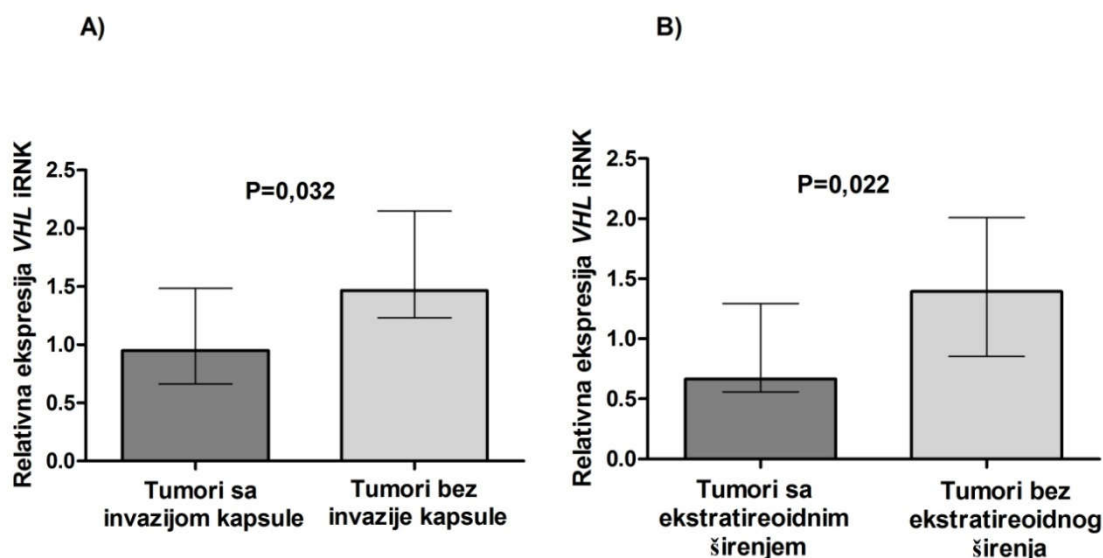 A)
Relativna ekspresija VHL iRNK
2.5
2.0
1.5
1.0
0.5
0.0
P=0,032
Tumori sa
invazijom kapsule
Tumori bez
invazije kapsule
B)
Relativna ekspresija VHL iRNK
2.5
2.0
1.5
1.0
0.5
0.0
P=0,022
Tumori sa
ekstratireoidnim
širenjem
Tumori bez
ekstratireoidnog
širenja